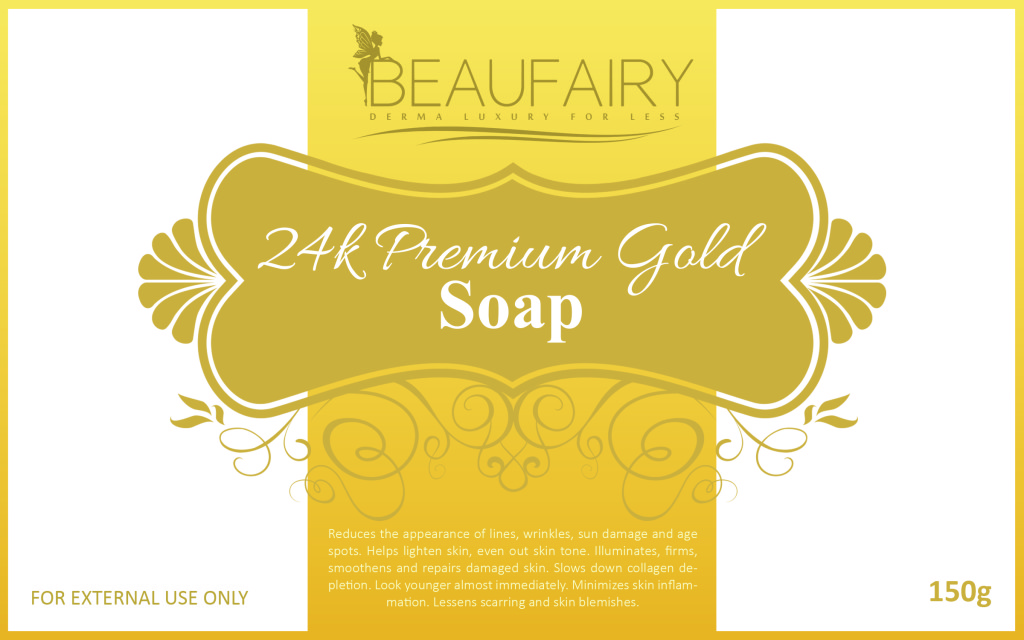 BEAUFAIRY
DERMA LUXURY FOR LESS
24k Premium Gold
Soap
Reduces the appearance of lines, wrinkles, sun damage and age
spots. Helps lighten skin, even out skin tone. Illuminates, firms,
smoothens and repairs damaged skin. Slows down collagen de-
pletion. Look younger almost immediately. Minimizes skin inflam-
mation. Lessens scarring and skin blemishes.
FOR EXTERNAL USE ONLY
150g